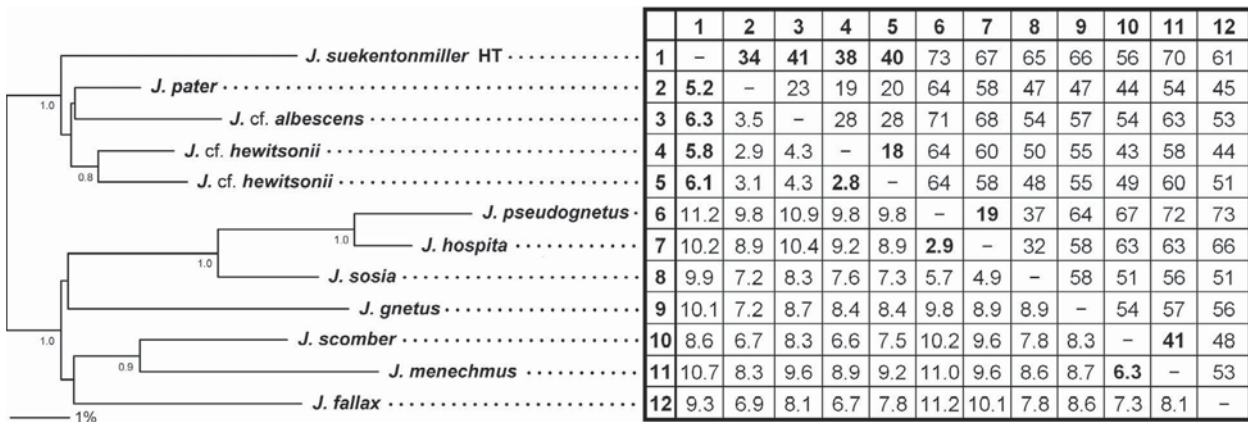 1 2 3 4 5 6 7 8 9 10 11 12
J. suekentonmiller HT 1 – 34 41 38 40 73 67 65 66 56 70 61
1.0
J. pater 2 5.2 – 23 19 20 64 58 47 47 44 54 45
J. cf. albescens 3 6.3 3.5 – 28 28 71 68 54 57 54 63 53
J. cf. hewitsonii 4 5.8 2.9 4.3 – 18 64 60 50 55 43 58 44
0.8
J. cf. hewitsonii 5 6.1 3.1 4.3 2.8 – 64 58 48 55 49 60 51
J. pseudognetus 6 11.2 9.8 10.9 9.8 9.8 – 19 37 64 67 72 73
1.0
J. hospita 7 10.2 8.9 10.4 9.2 8.9 2.9 – 32 58 63 63 66
1.0
J. sosia 8 9.9 7.2 8.3 7.6 7.3 5.7 4.9 – 58 51 56 51
J. gnetus 9 10.1 7.2 8.7 8.4 8.4 9.8 8.9 8.9 – 54 57 56
1.0
J. scomber 10 8.6 6.7 8.3 6.6 7.5 10.2 9.6 7.8 8.3 – 41 48
0.9
J. menechmus 11 10.7 8.3 9.6 8.9 9.2 11.0 9.6 8.6 8.7 6.3 – 53
J. fallax 12 9.3 6.9 8.1 6.7 7.8 11.2 10.1 7.8 8.6 7.3 8.1 –
1%